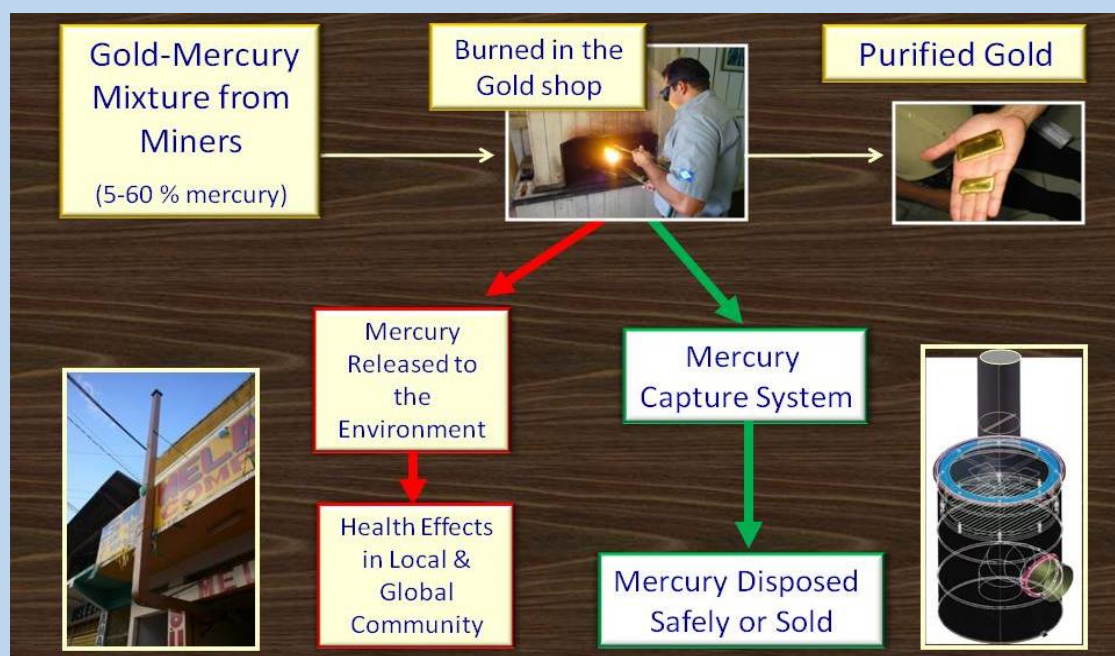 Gold-Mercury
Mixture from
Miners
(5-60 % mercury)
Burned in the
Gold shop
Purified Gold
Mercury
Released to
the
Environment
Health Effects
in Local &
Global
Community
Mercury
Capture System
Mercury Disposed
Safely or Sold